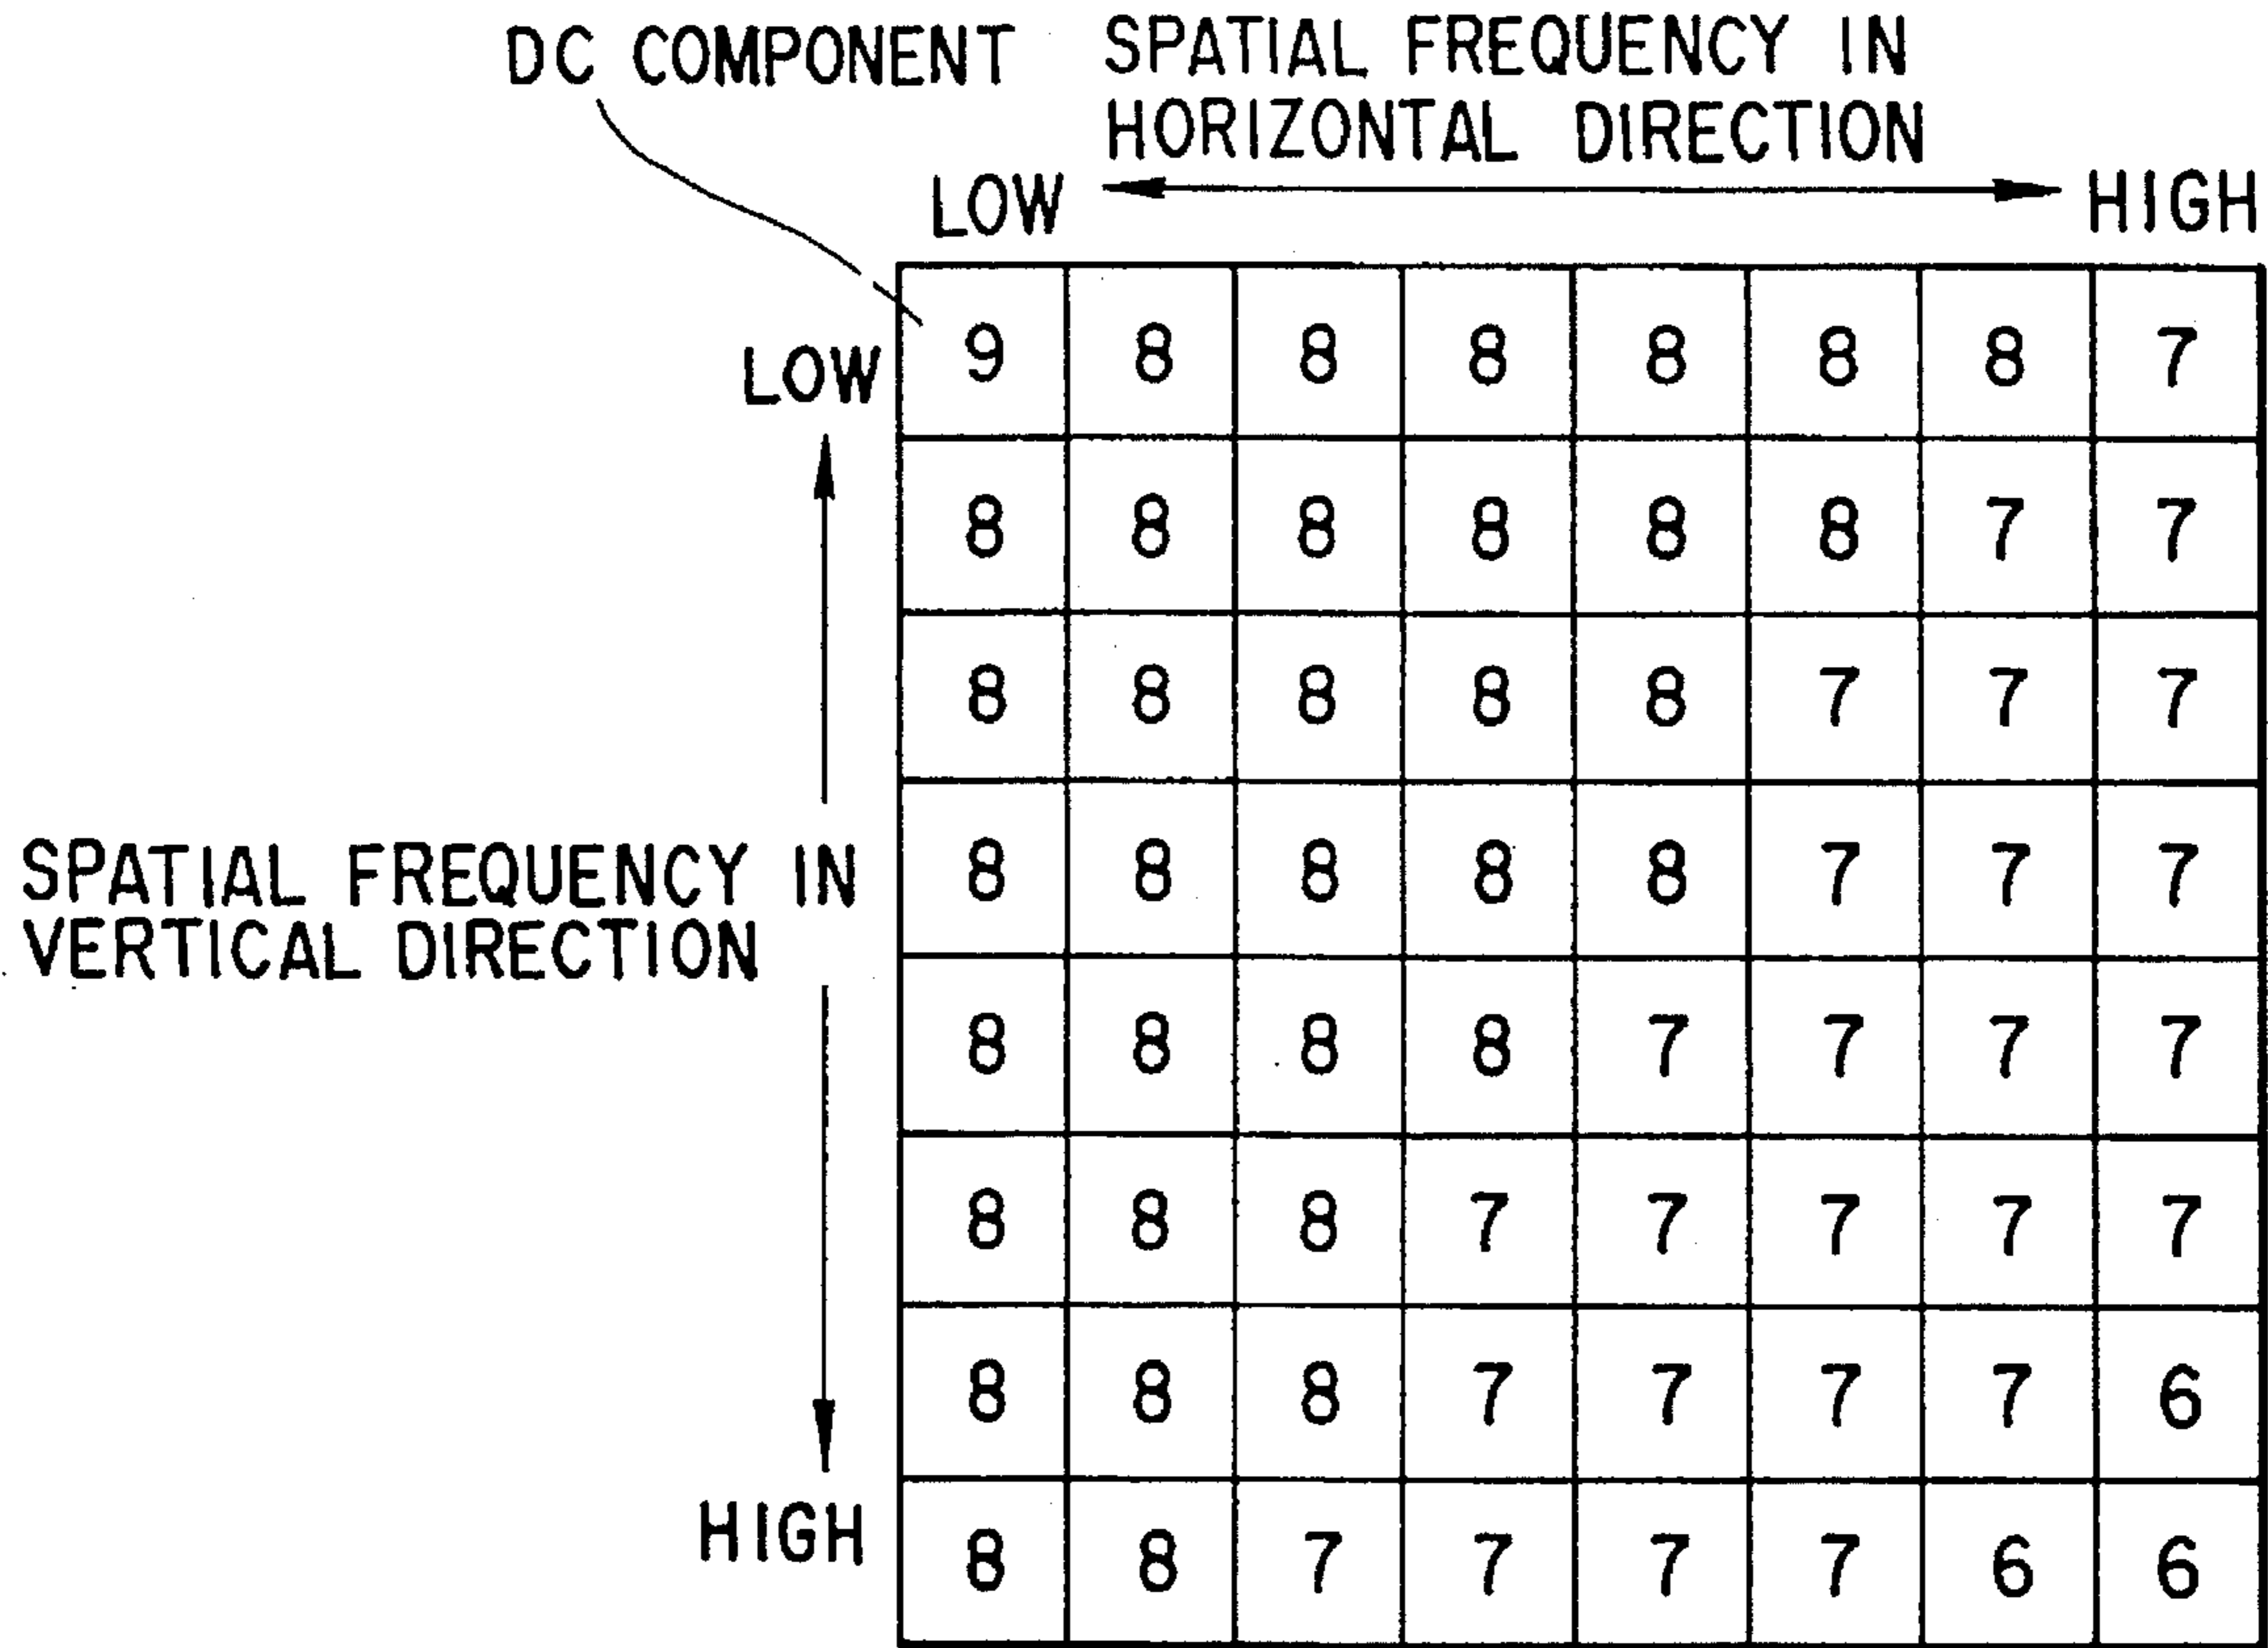 DC COMPONENT
SPATIAL FREQUENCY IN
HORIZONTAL DIRECTION
LOW HIGH
LOW 9 8 8 8 8 8 8 7
8 8 8 8 8 8 7 7
8 8 8 8 8 7 7 7
8 8 8 8 8 7 7 7
SPATIAL FREQUENCY IN
VERTICAL DIRECTION
8 8 8 8 7 7 7 7
8 8 8 7 7 7 7 7
8 8 8 7 7 7 7 6
HIGH 8 8 7 7 7 7 6 6